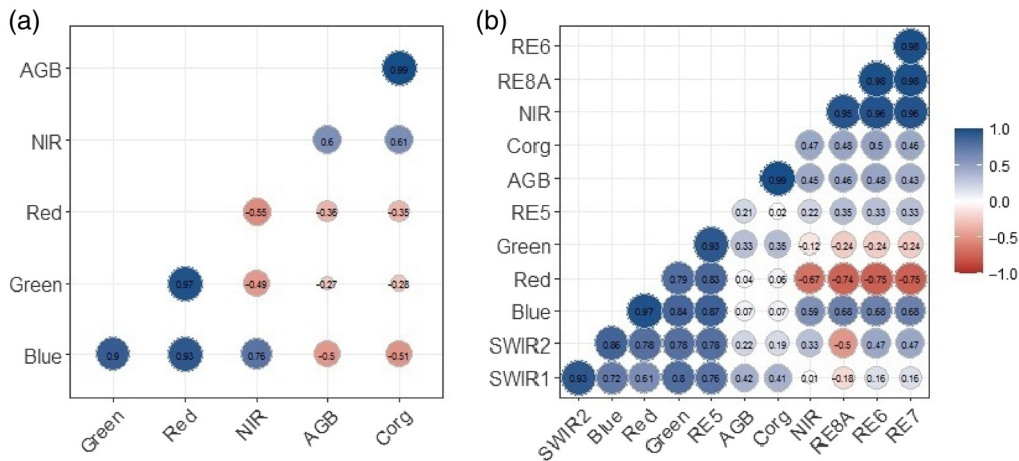 (a)
AGB 0.99
NIR 0.6 0.61
Red −0.55 −0.36 −0.35
Green 0.97 −0.49 −0.27 −0.28
Blue 0.9 0.93 0.76 −0.5 −0.51
Green Red NIR AGB Corg
(b)
RE6 0.98
RE8A 0.98 0.98
NIR 0.95 0.96 0.96
Corg 0.47 0.48 0.5 0.46
AGB 0.99 0.45 0.46 0.48 0.43
RE5 0.21 0.02 0.22 0.35 0.33 0.33
Green 0.93 0.33 0.35 −0.12 −0.24 −0.24 −0.24
Red 0.79 0.83 0.04 0.06 −0.67 −0.74 −0.75 −0.75
Blue 0.97 0.84 0.87 0.07 0.07 0.59 0.68 0.68 0.68
SWIR2 0.86 0.78 0.78 0.78 0.22 0.19 0.33 −0.5 0.47 0.47
SWIR1 0.93 0.72 0.61 0.8 0.76 0.42 0.41 0.01 −0.18 0.16 0.16
SWIR2 Blue Red Green RE5 AGB Corg NIR RE8A RE6 RE7
1.0
0.5
0.0
−0.5
−1.0